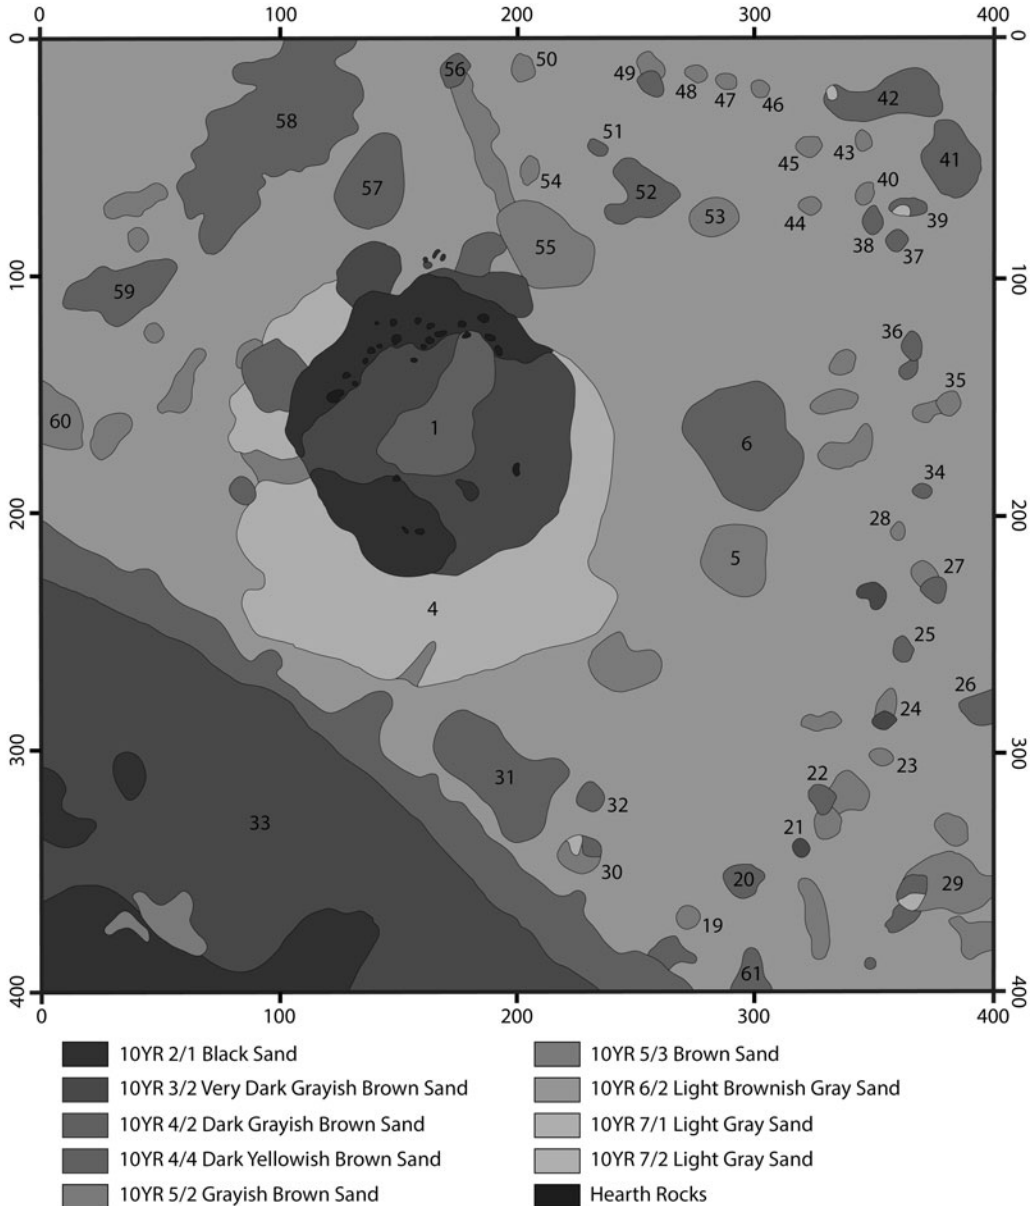 0 100 200 300 400
0 0
56 50 49 48 47 46 42
58 51 45 43 41
57 54 52 40
55 53 44 39
38 37
100 100
59
36
35
60 1 6
34
200 200
28
5 27
4
25
26
24
300 31 23 300
22
32
33 21
30 20 29
19
61
400 400
0 100 200 300 400
10YR 2/1 Black Sand
10YR 3/2 Very Dark Grayish Brown Sand
10YR 4/2 Dark Grayish Brown Sand
10YR 4/4 Dark Yellowish Brown Sand
10YR 5/2 Grayish Brown Sand
10YR 5/3 Brown Sand
10YR 6/2 Light Brownish Gray Sand
10YR 7/1 Light Gray Sand
10YR 7/2 Light Gray Sand
Hearth Rocks